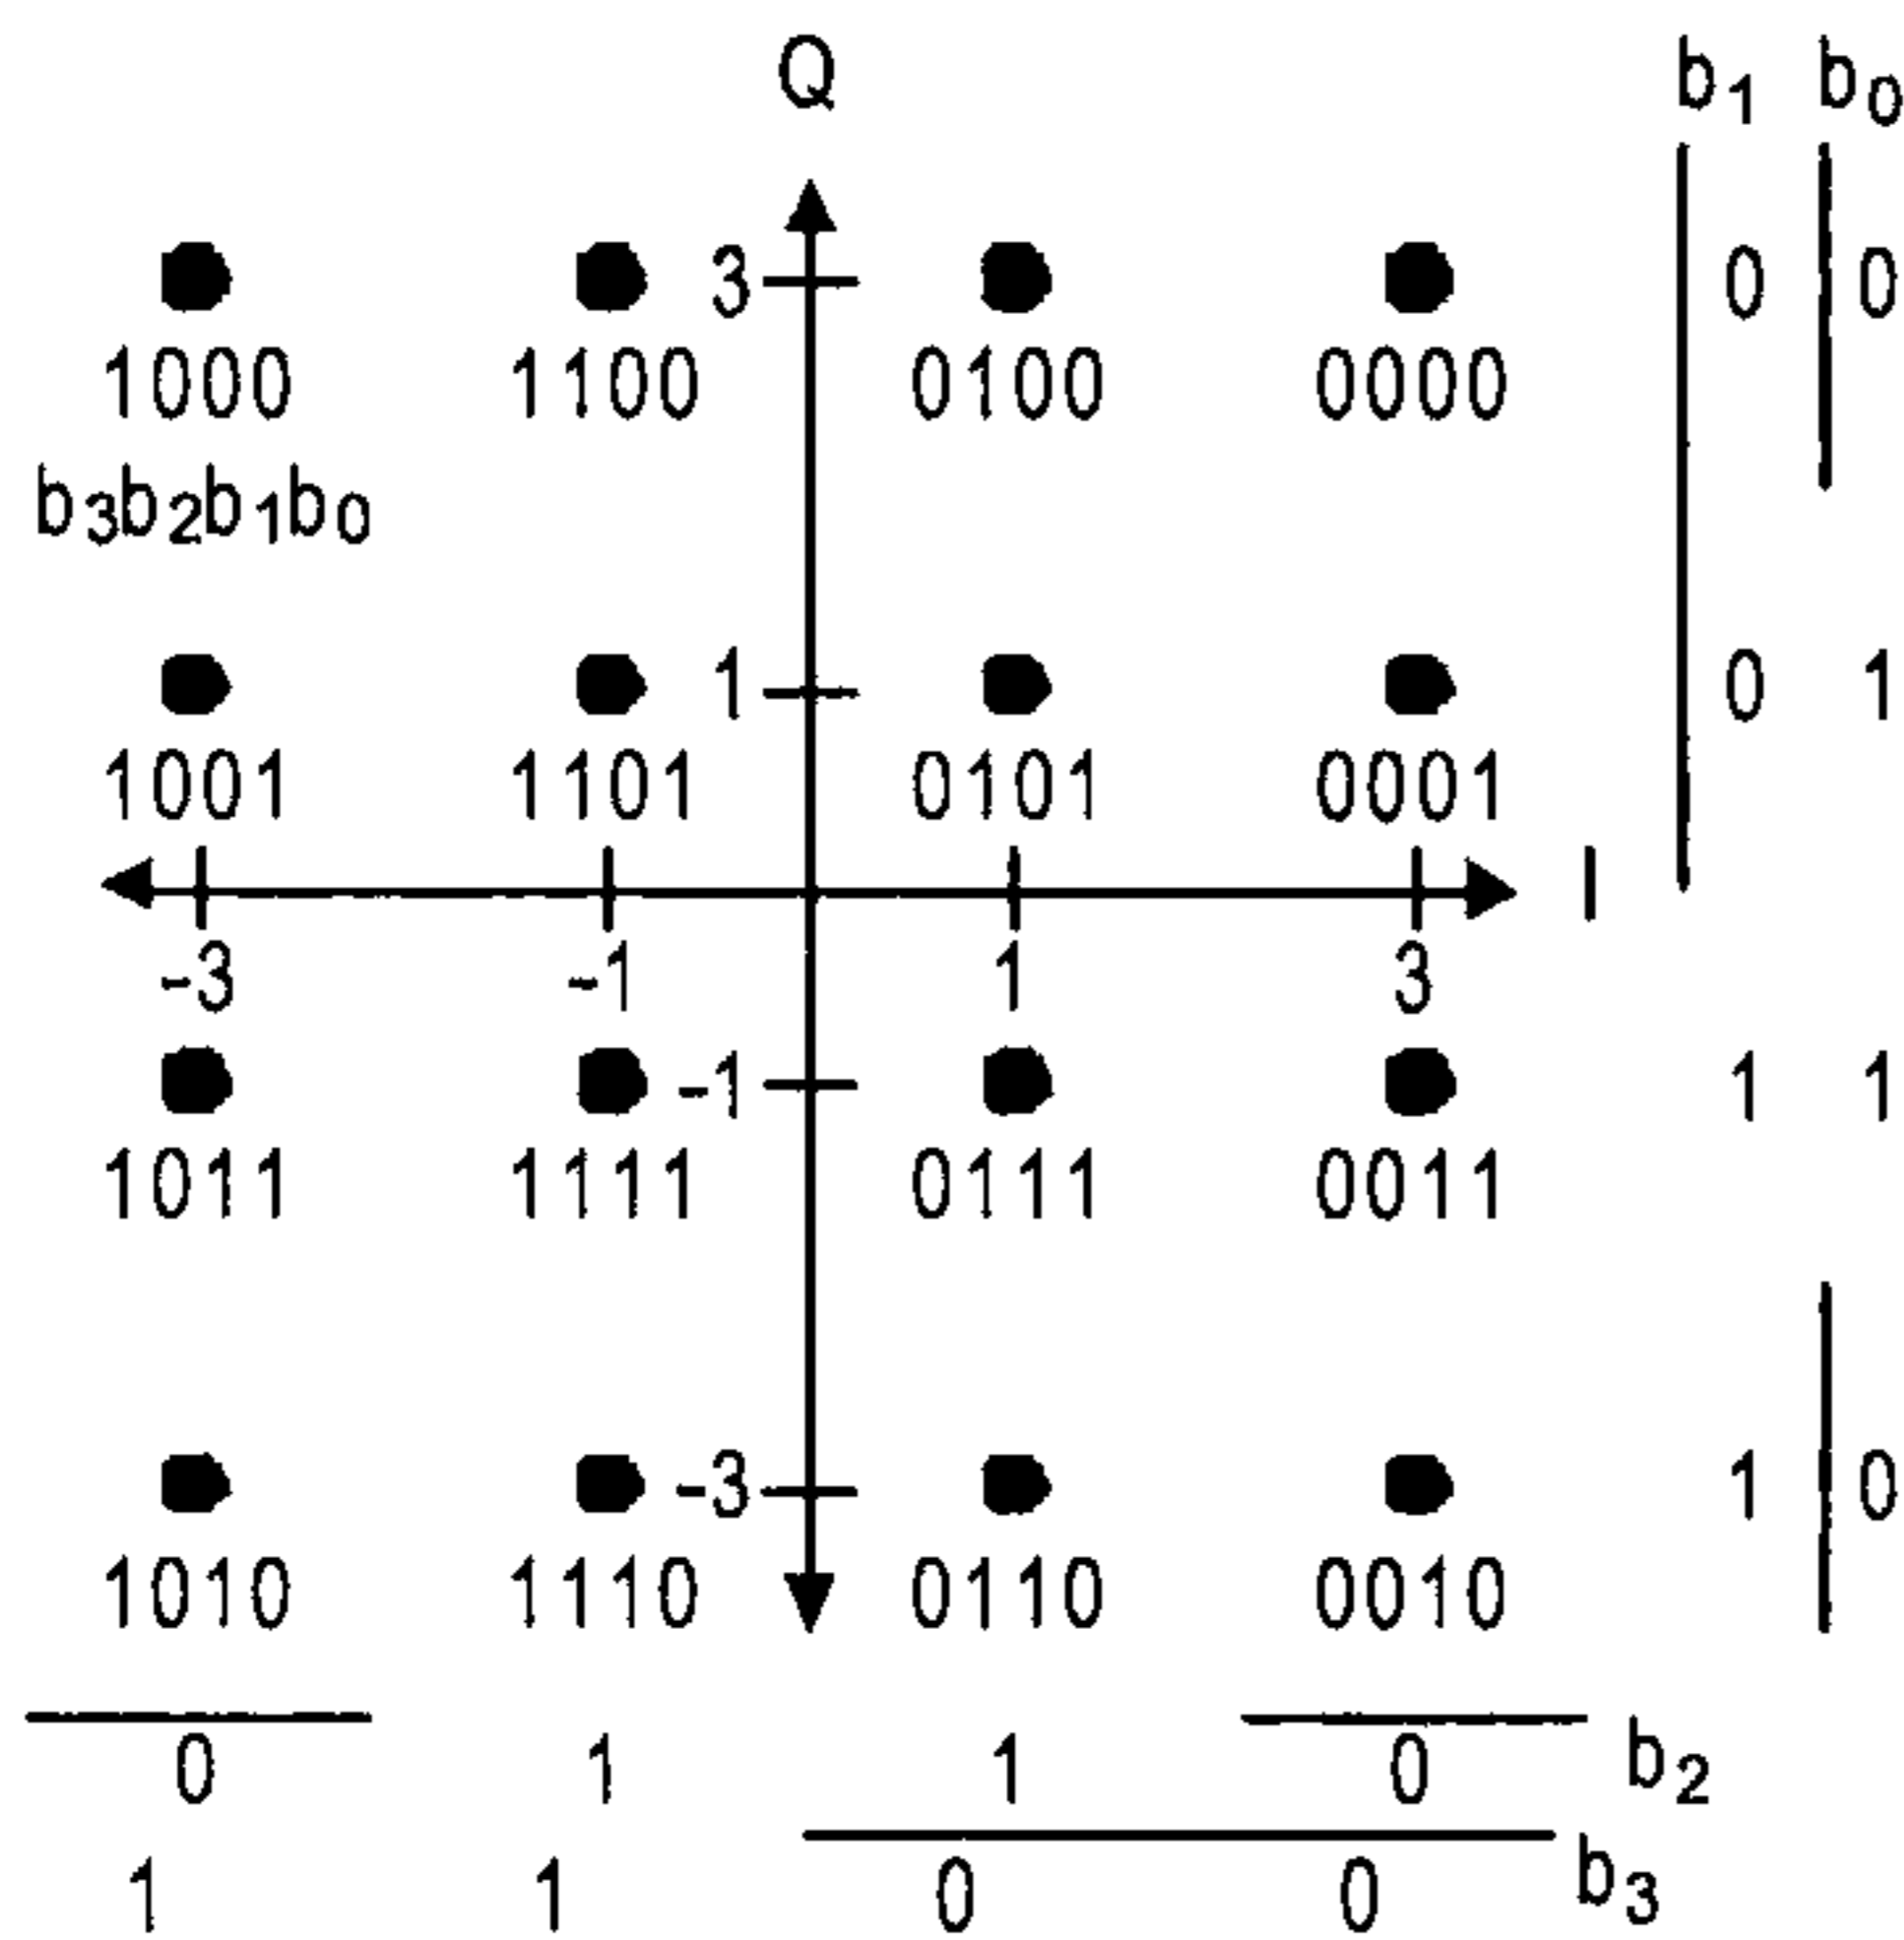 Q b₁ b₀
3 0 0
1000 1100 0100 0000
b₃b₂b₁b₀
1 0 1
1001 1101 0101 0001
I
-3 -1 1 3
-1 1 1
1011 1111 0111 0011
-3 1 0
1010 1110 0110 0010
0 1 1 0 b₂
1 1 0 0 b₃